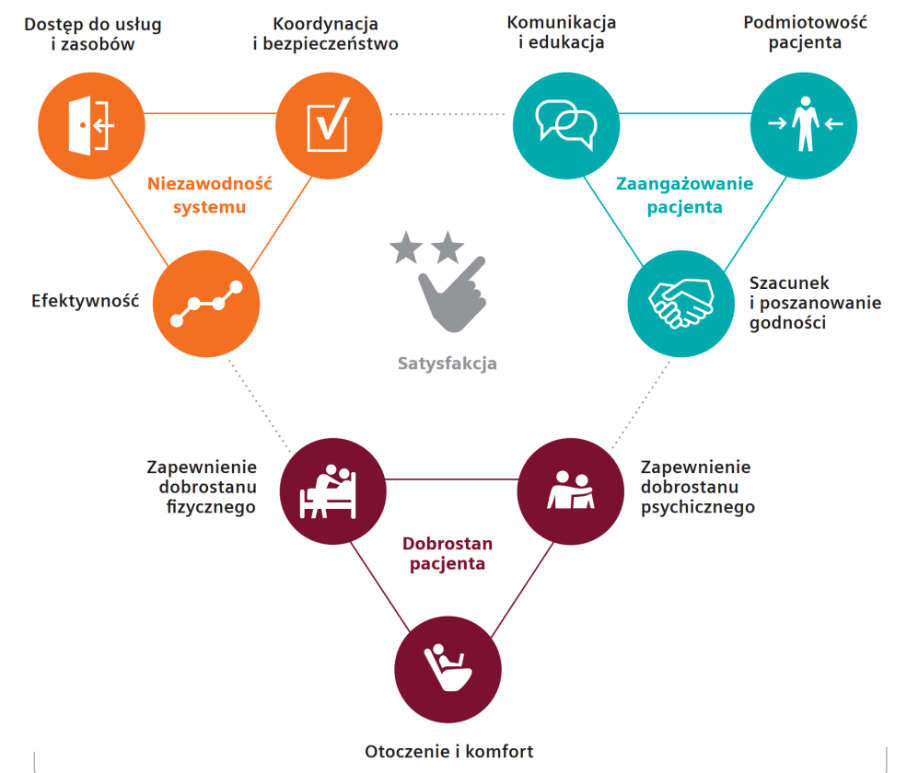 Dostęp do usług
i zasobów
Koordynacja
i bezpieczeństwo
Komunikacja
i edukacja
Podmiotowość
pacjenta
Niezawodność
systemu
Zaangażowanie
pacjenta
Efektywność
Szacunek
i poszanowanie
godności
Satysfakcja
Zapewnienie
dobrostanu
fizycznego
Zapewnienie
dobrostanu
psychicznego
Dobrostan
pacjenta
Otoczenie i komfort